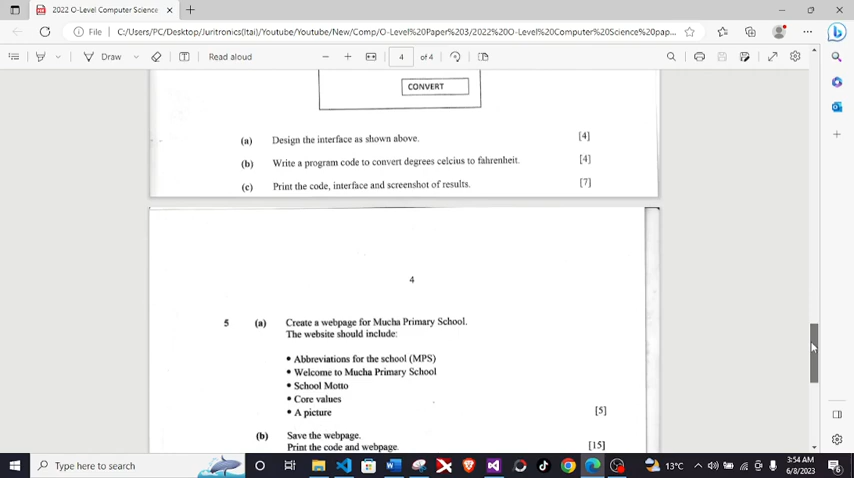 2022 O-Level Computer Science
File
C:/Users/PC/Desktop/Juritronics(Itai)/Youtube/Youtube/New/Comp/O-Level%20Paper%203/2022%20O-Level%20Computer%20Science%20pap...
Draw
Read aloud
4
of 4
CONVERT
(a) Design the interface as shown above. [4]
(b) Write a program code to convert degrees celcius to fahrenheit. [4]
(c) Print the code, interface and screenshot of results. [7]
4
5 (a) Create a webpage for Mucha Primary School.
The website should include:
• Abbreviations for the school (MPS)
• Welcome to Mucha Primary School
• School Motto
• Core values
• A picture [5]
(b) Save the webpage.
Print the code and webpage. [15]
Type here to search
13°C
3:54 AM
6/8/2023
6